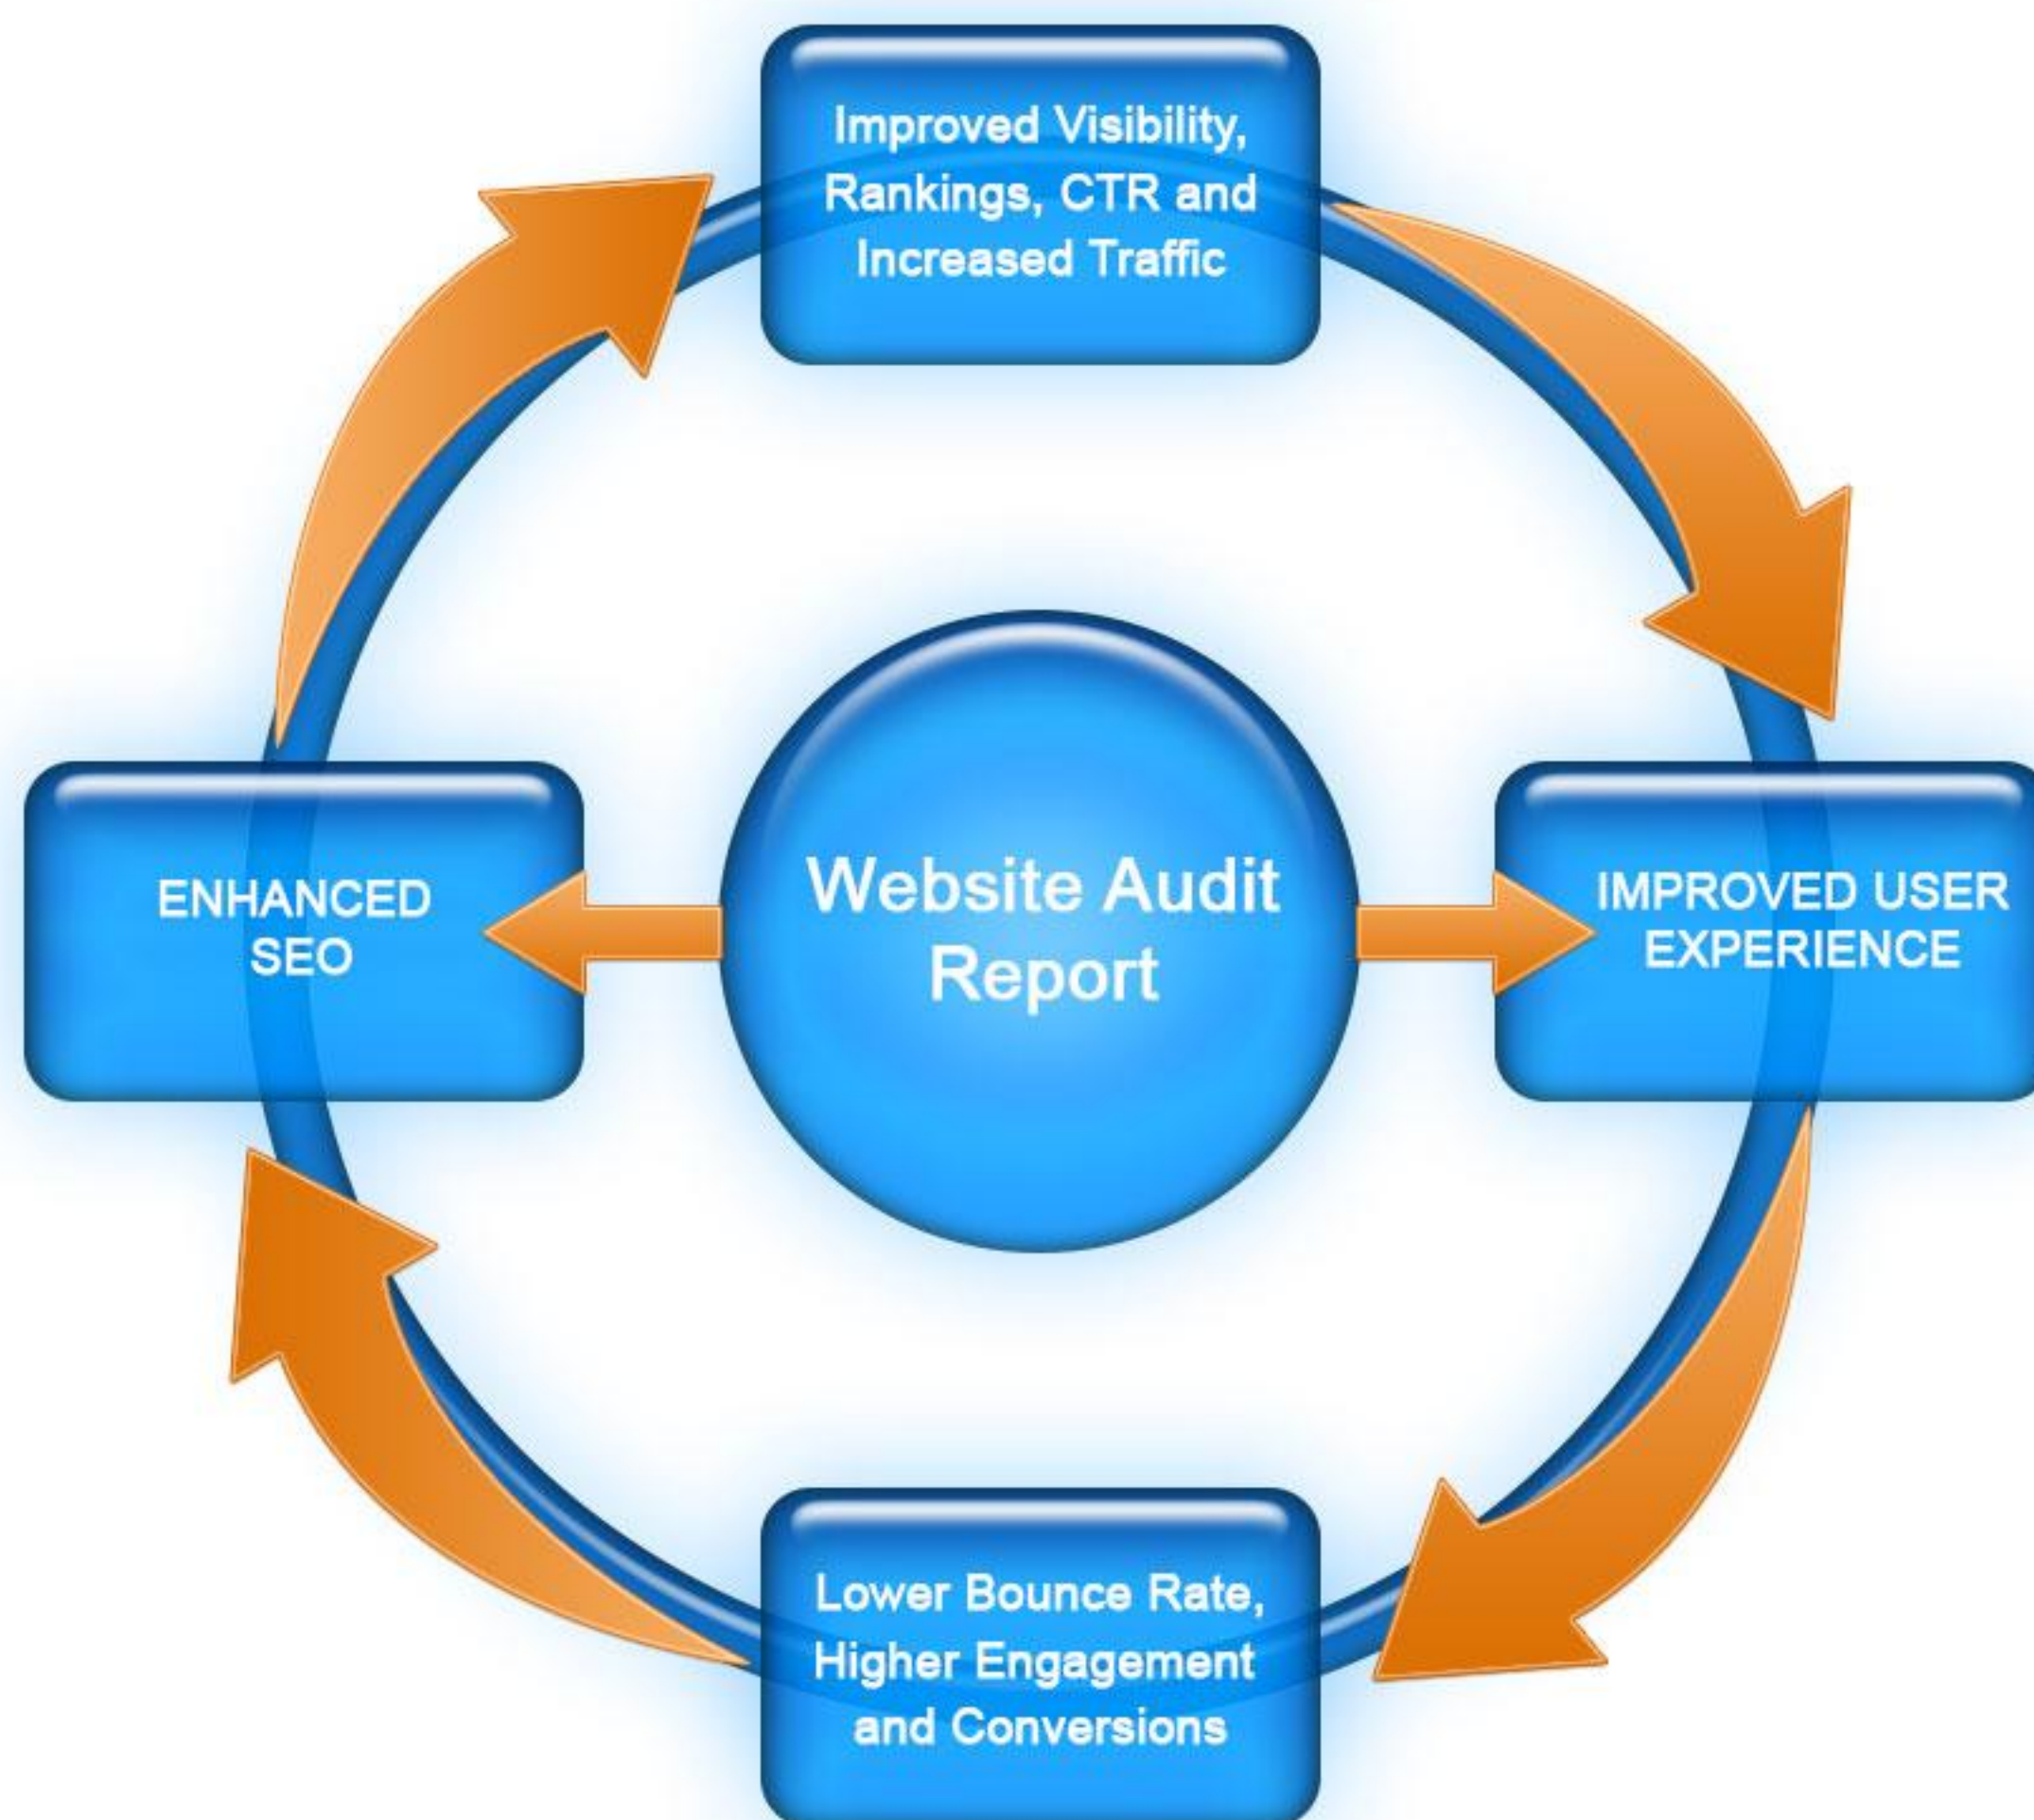 Improved Visibility,
Rankings, CTR and
Increased Traffic
ENHANCED
SEO
Website Audit
Report
IMPROVED USER
EXPERIENCE
Lower Bounce Rate,
Higher Engagement
and Conversions